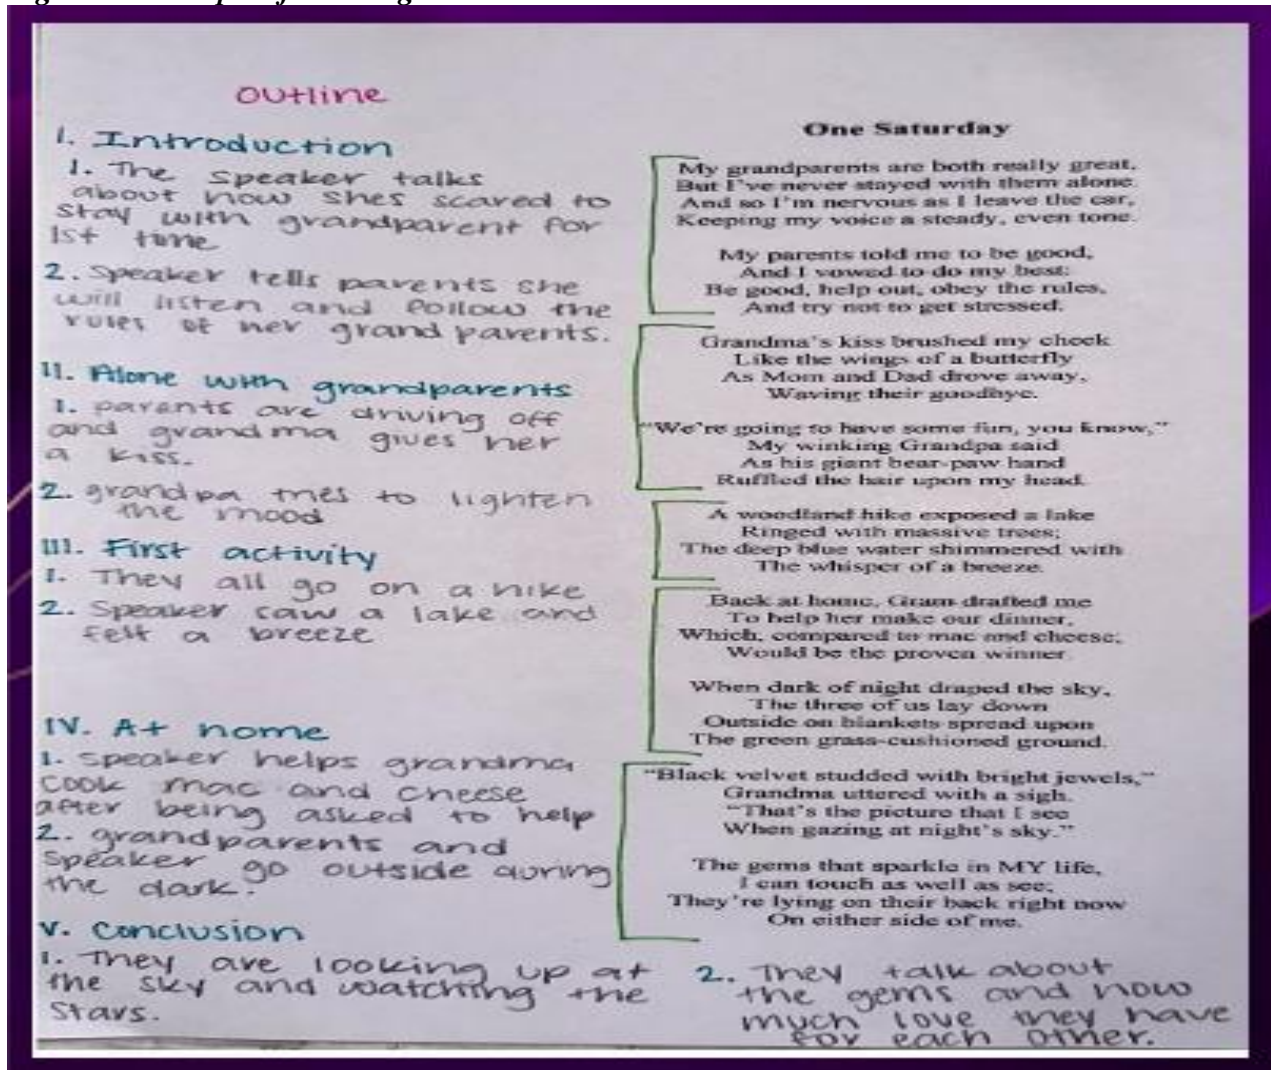 Outline
I. Introduction
1. The speaker talks
about how shes scared to
stay with grandparent for
1st time
2. Speaker tells parents she
will listen and follow the
rules of her grandparents.
II. Alone with grandparents
1. parents are driving off
and grandma gives her
a kiss.
2. grandpa tries to lighten
the mood
III. First activity
1. They all go on a hike
2. Speaker saw a lake and
felt a breeze
IV. At home
1. speaker helps grandma
cook mac and cheese
after being asked to help
2. grandparents and
speaker go outside during
the dark.
V. Conclusion
1. They are looking up at
the sky and watching the
stars.
2. They talk about
the gems and how
much love they have
for each other.
One Saturday
My grandparents are both really great,
But I've never stayed with them alone.
And so I'm nervous as I leave the car,
Keeping my voice a steady, even tone.
My parents told me to be good,
And I vowed to do my best:
Be good, help out, obey the rules,
And try not to get stressed.
Grandma's kiss brushed my cheek
Like the wings of a butterfly
As Mom and Dad drove away,
Waving their goodbye.
"We're going to have some fun, you know,"
My winking Grandpa said
As his giant bear-paw hand
Ruffled the hair upon my head.
A woodland hike exposed a lake
Ringed with massive trees;
The deep blue water shimmered with
The whisper of a breeze.
Back at home, Gram drafted me
To help her make our dinner,
Which, compared to mac and cheese,
Would be the proven winner.
When dark of night draped the sky,
The three of us lay down
Outside on blankets spread upon
The green grass-cushioned ground.
"Black velvet studded with bright jewels,"
Grandma uttered with a sigh.
"That's the picture that I see
When gazing at night's sky."
The gems that sparkle in MY life,
I can touch as well as see;
They're lying on their back right now
On either side of me.